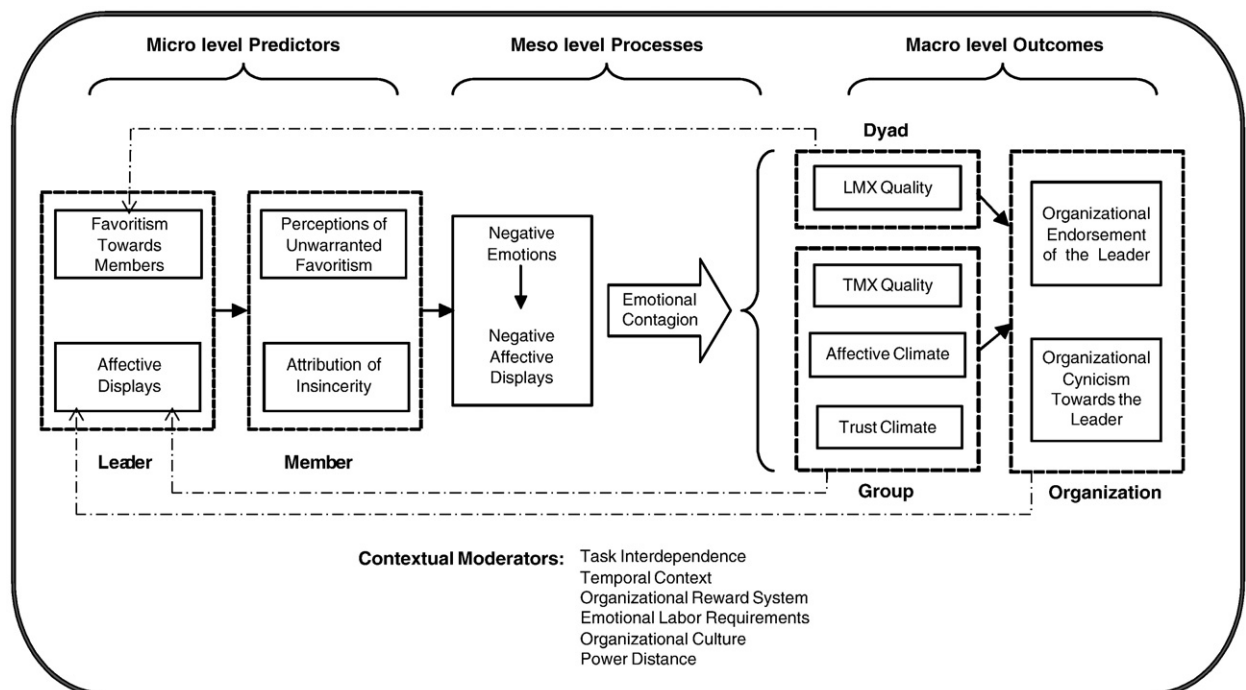 Micro level Predictors
Meso level Processes
Macro level Outcomes
Dyad
LMX Quality
Favoritism
Towards
Members
Perceptions of
Unwarranted
Favoritism
Negative
Emotions
Organizational
Endorsement
of the Leader
TMX Quality
Emotional
Contagion
Affective
Displays
Attribution of
Insincerity
Negative
Affective
Displays
Affective Climate
Organizational
Cynicism
Towards the
Leader
Trust Climate
Leader
Member
Group
Organization
Contextual Moderators:
Task Interdependence
Temporal Context
Organizational Reward System
Emotional Labor Requirements
Organizational Culture
Power Distance